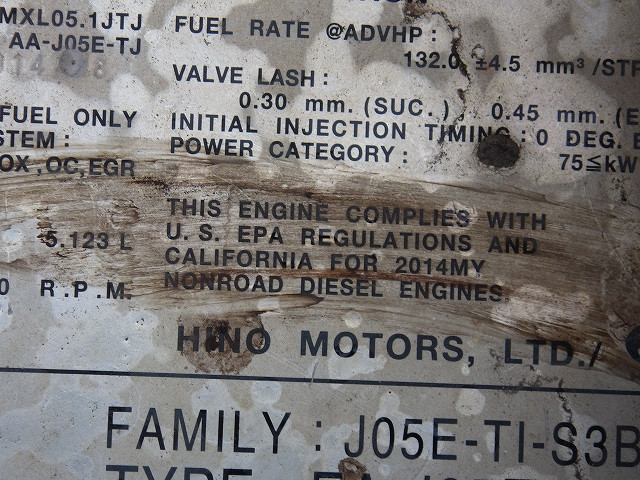 MXL05.1JTJ
AA-J05E-TJ
FUEL RATE @ADVHP :
132.0 ±4.5 mm³/STR
VALVE LASH :
0.30 mm. (SUC.) 0.45 mm. (E
FUEL ONLY
INITIAL INJECTION TIMING : 0 DEG. B
STEM :
POWER CATEGORY :
75≦kW
OX,OC,EGR
THIS ENGINE COMPLIES WITH
U. S. EPA REGULATIONS AND
5.123 L
CALIFORNIA FOR 2014MY
NONROAD DIESEL ENGINES.
0 R.P.M.
HINO MOTORS, LTD./
FAMILY : J05E-TI-S3B